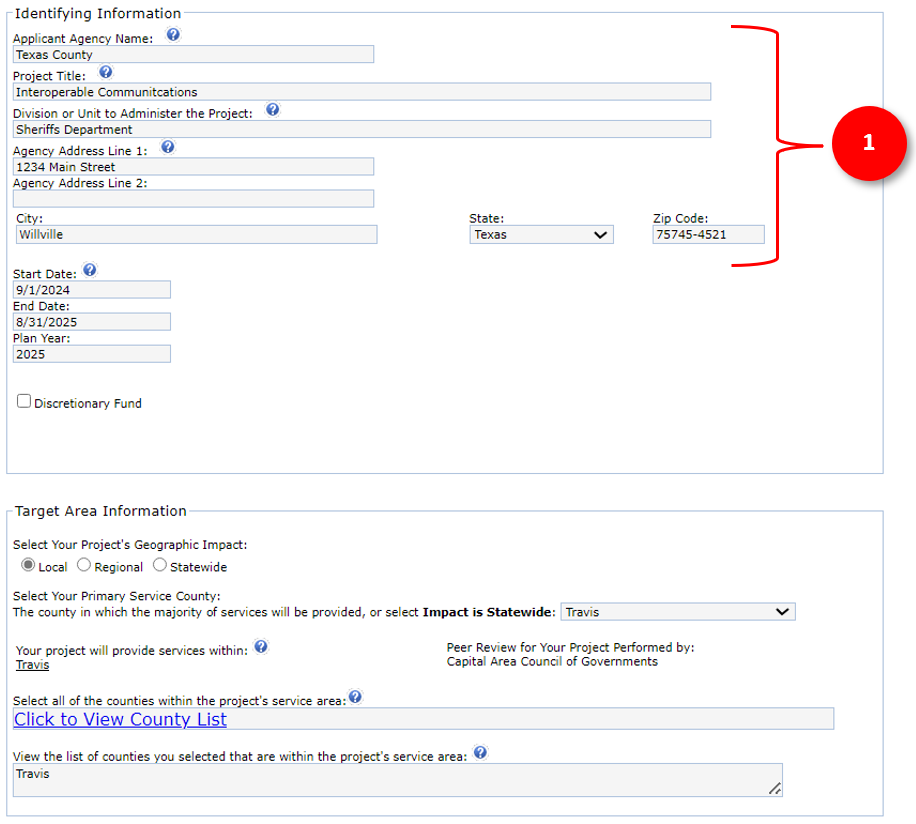 Identifying Information
Applicant Agency Name:
Texas County
Project Title:
Interoperable Communitcations
Division or Unit to Administer the Project:
Sheriffs Department
Agency Address Line 1:
1234 Main Street
Agency Address Line 2:
City: State: Zip Code:
Willville Texas 75745-4521
1
Start Date:
9/1/2024
End Date:
8/31/2025
Plan Year:
2025
Discretionary Fund
Target Area Information
Select Your Project's Geographic Impact:
Local Regional Statewide
Select Your Primary Service County:
The county in which the majority of services will be provided, or select Impact is Statewide: Travis
Your project will provide services within: Peer Review for Your Project Performed by:
Travis Capital Area Council of Governments
Select all of the counties within the project's service area:
Click to View County List
View the list of counties you selected that are within the project's service area:
Travis